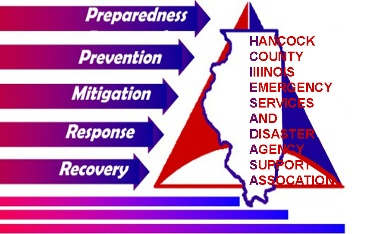 Preparedness
Prevention
Mitigation
Response
Recovery
HANCOCK
COUNTY
IIIINOIS
EMERGENCY
SERVICES
AND
DISASTER
AGENCY
SUPPORT
ASSOCATION